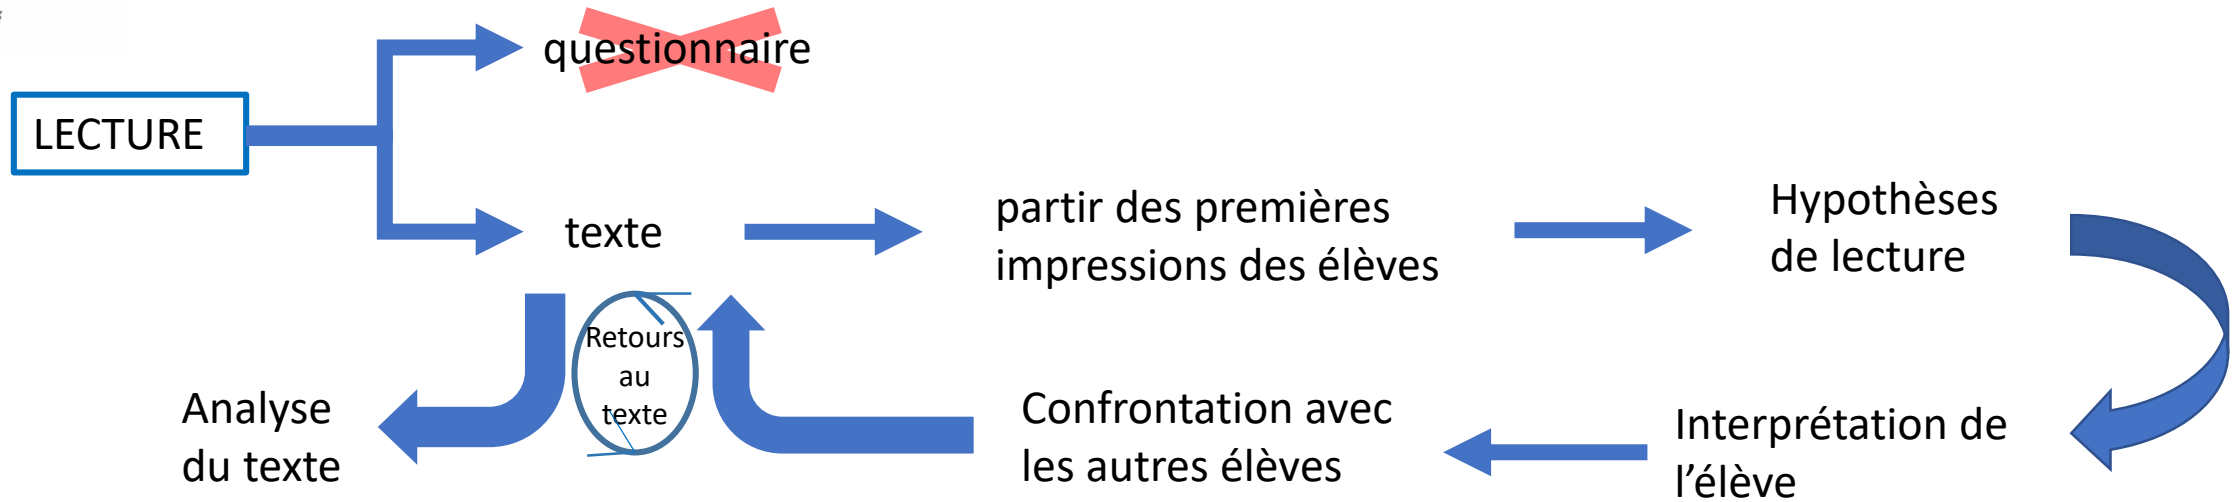 questionnaire
LECTURE
texte
partir des premières
impressions des élèves
Hypothèses
de lecture
Retours
au
texte
Analyse
du texte
Confrontation avec
les autres élèves
Interprétation de
l’élève